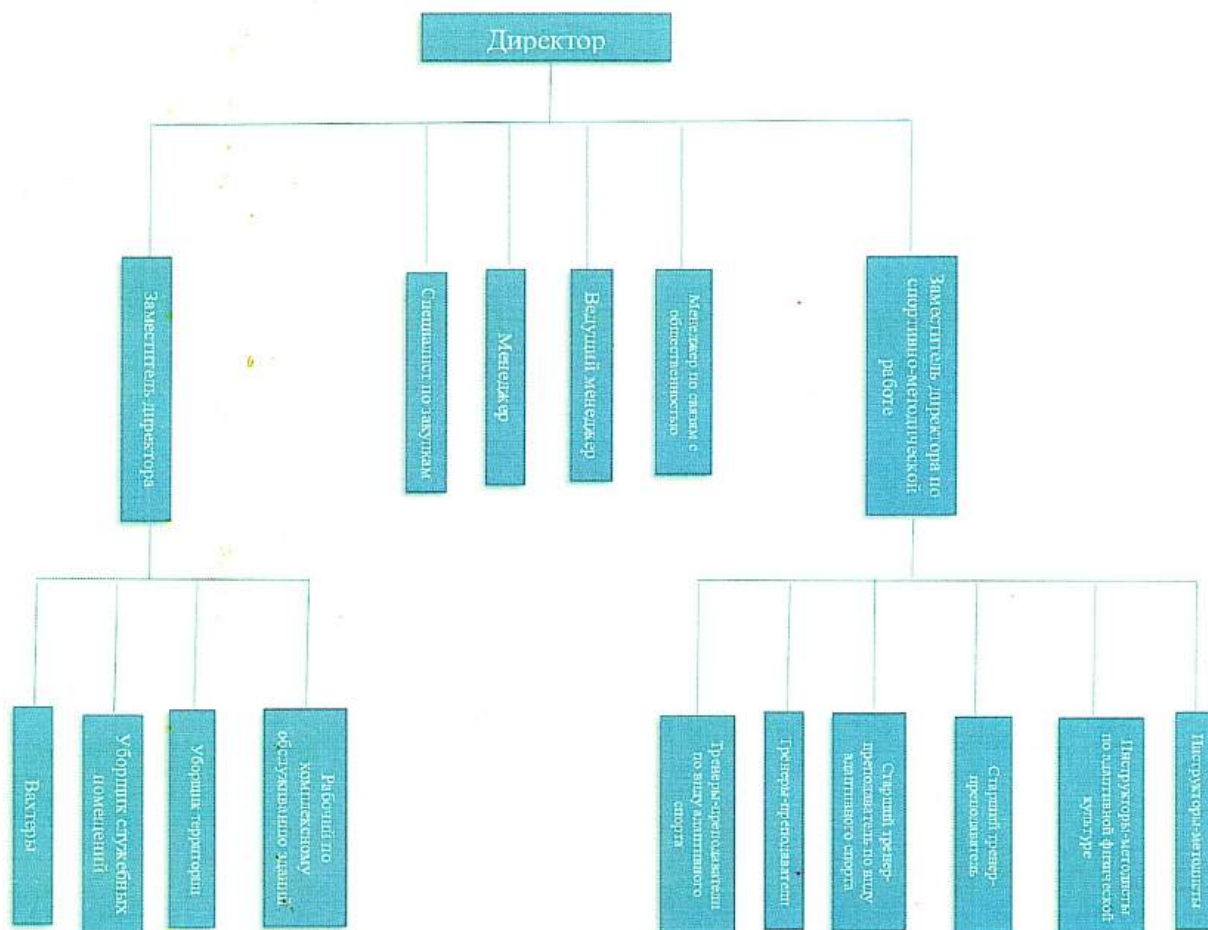 Директор
Заместитель директора
Специалист по закупкам
Менеджер
Ведущий менеджер
Менеджер по связям с
общественностью
Заместитель директора по
спортивно-методической
работе
Вахтеры
Уборщик служебных
помещений
Уборщик территории
Рабочий по
комплексному
обслуживанию зданий
Тренеры-преподаватели
по виду адаптивного
спорта
Тренеры-преподаватели
Старший тренер-
преподаватель по виду
адаптивного спорта
Старший тренер-
преподаватель
Инструкторы-методисты
по адаптивной физической
культуре
Инструкторы-методисты